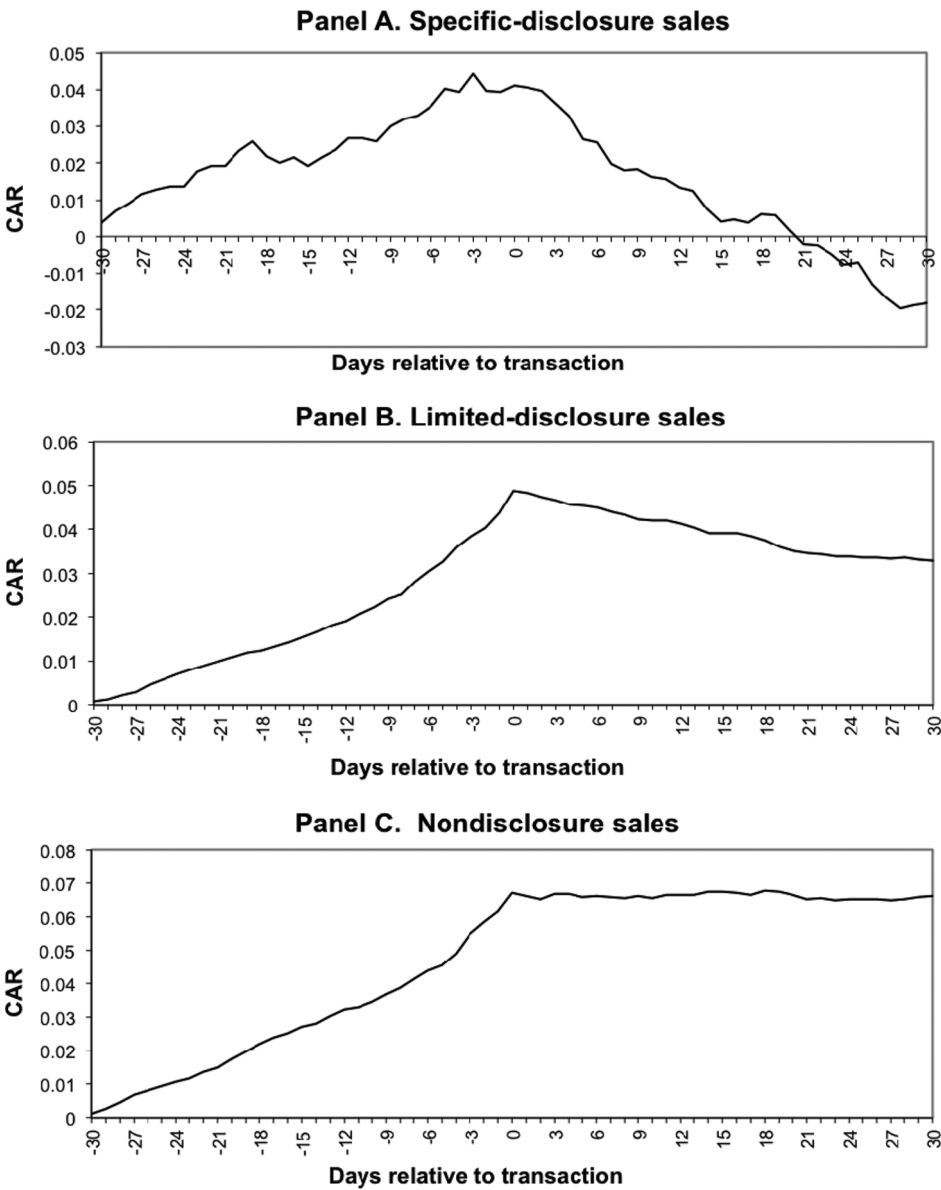 Panel A. Specific-disclosure sales
0.05
0.04
0.03
0.02
0.01
0
-0.01
-0.02
-0.03
CAR
-30 -27 -24 -21 -18 -15 -12 -9 -6 -3 0 3 6 9 12 15 18 21 24 27 30
Days relative to transaction
Panel B. Limited-disclosure sales
0.06
0.05
0.04
0.03
0.02
0.01
0
CAR
-30 -27 -24 -21 -18 -15 -12 -9 -6 -3 0 3 6 9 12 15 18 21 24 27 30
Days relative to transaction
Panel C. Nondisclosure sales
0.08
0.07
0.06
0.05
0.04
0.03
0.02
0.01
0
CAR
-30 -27 -24 -21 -18 -15 -12 -9 -6 -3 0 3 6 9 12 15 18 21 24 27 30
Days relative to transaction